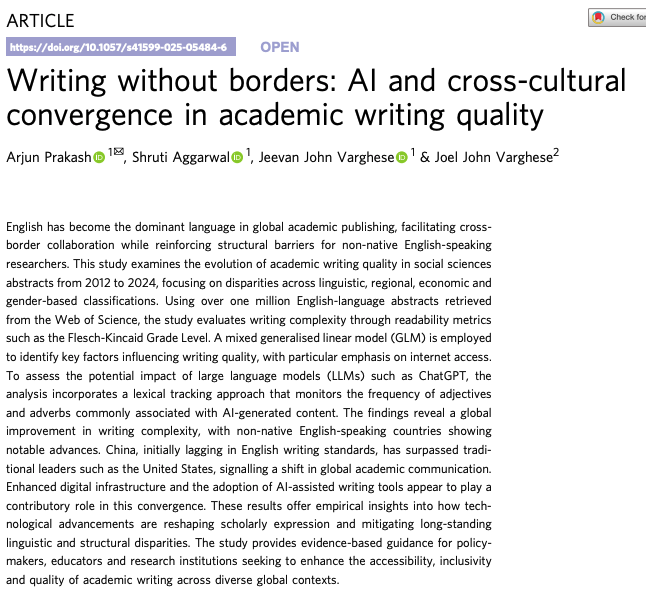 ARTICLE
Check for
https://doi.org/10.1057/s41599-025-05484-6 OPEN
Writing without borders: AI and cross-cultural
convergence in academic writing quality
Arjun Prakash 1✉, Shruti Aggarwal 1, Jeevan John Varghese 1 & Joel John Varghese2
English has become the dominant language in global academic publishing, facilitating cross-
border collaboration while reinforcing structural barriers for non-native English-speaking
researchers. This study examines the evolution of academic writing quality in social sciences
abstracts from 2012 to 2024, focusing on disparities across linguistic, regional, economic and
gender-based classifications. Using over one million English-language abstracts retrieved
from the Web of Science, the study evaluates writing complexity through readability metrics
such as the Flesch-Kincaid Grade Level. A mixed generalised linear model (GLM) is employed
to identify key factors influencing writing quality, with particular emphasis on internet access.
To assess the potential impact of large language models (LLMs) such as ChatGPT, the
analysis incorporates a lexical tracking approach that monitors the frequency of adjectives
and adverbs commonly associated with AI-generated content. The findings reveal a global
improvement in writing complexity, with non-native English-speaking countries showing
notable advances. China, initially lagging in English writing standards, has surpassed tradi-
tional leaders such as the United States, signalling a shift in global academic communication.
Enhanced digital infrastructure and the adoption of AI-assisted writing tools appear to play a
contributory role in this convergence. These results offer empirical insights into how tech-
nological advancements are reshaping scholarly expression and mitigating long-standing
linguistic and structural disparities. The study provides evidence-based guidance for policy-
makers, educators and research institutions seeking to enhance the accessibility, inclusivity
and quality of academic writing across diverse global contexts.